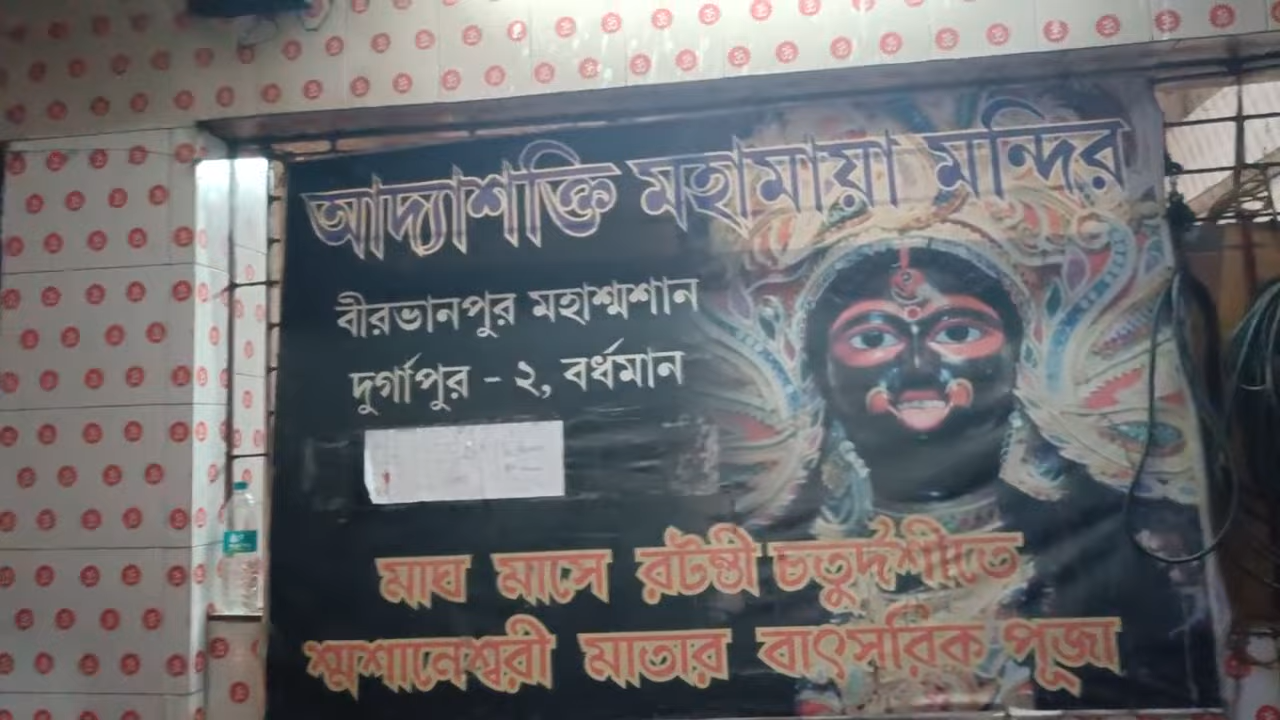 আদ্যাশক্তি মহামায়া মন্দির
বীরভানপুর মহাশ্মশান
দুর্গাপুর - ২, বর্ধমান
মাঘ মাসে রটন্তী চতুর্দশীতে
শ্মশানেশ্বরী মাতার বাৎসরিক পূজা